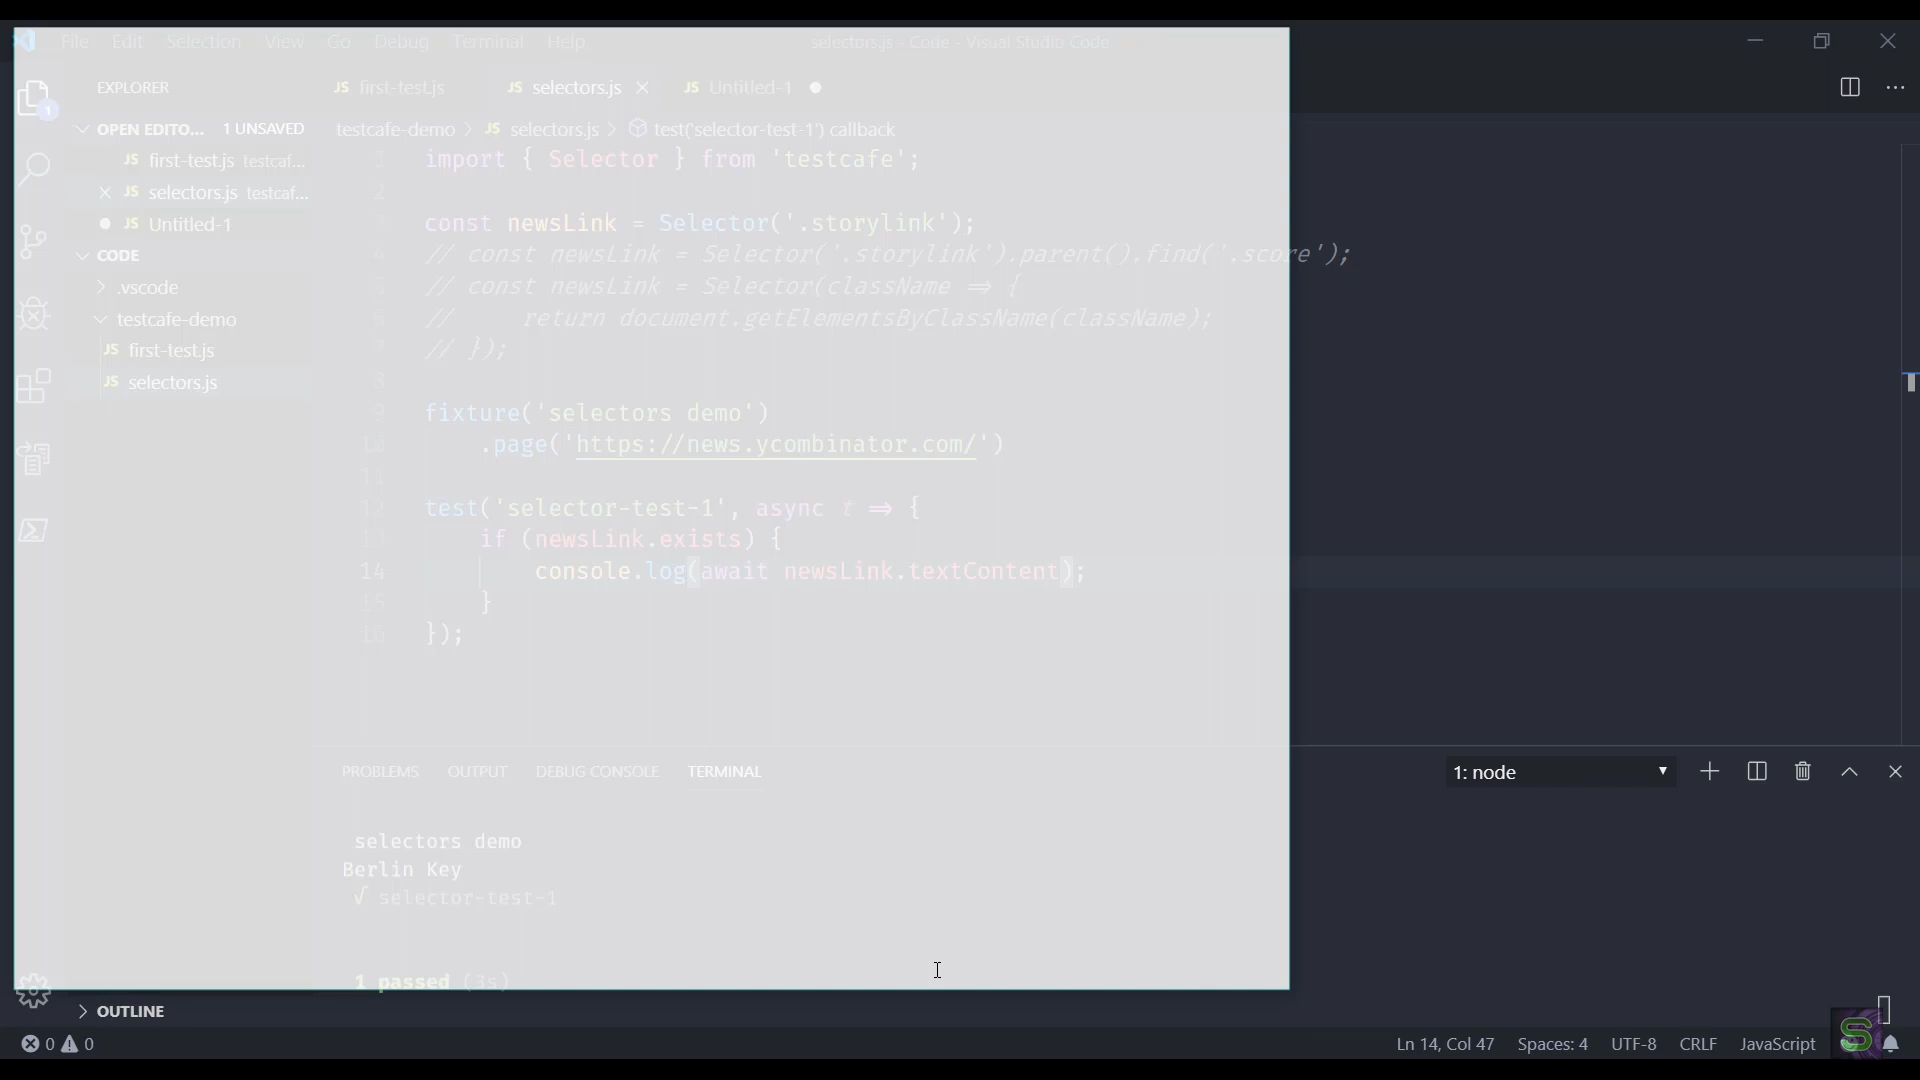 File Edit Selection View Go Debug Terminal Help selectors.js - Code - Visual Studio Code
EXPLORER
1
OPEN EDITO... 1 UNSAVED
JS first-test.js testcaf...
JS selectors.js testcaf...
JS Untitled-1
CODE
.vscode
testcafe-demo
JS first-test.js
JS selectors.js
OUTLINE
JS first-test.js JS selectors.js JS Untitled-1
testcafe-demo > JS selectors.js > test('selector-test-1') callback
1 import { Selector } from 'testcafe';
2
3 const newsLink = Selector('.storylink');
4 // const newsLink = Selector('.storylink').parent().find('.score');
5 // const newsLink = Selector(className => {
6 //     return document.getElementsByClassName(className);
7 // });
8
9 fixture('selectors demo')
10     .page('https://news.ycombinator.com/')
11
12 test('selector-test-1', async t => {
13     if (newsLink.exists) {
14         console.log(await newsLink.textContent);
15     }
16 });
PROBLEMS OUTPUT DEBUG CONSOLE TERMINAL 1: node
selectors demo
Berlin Key
√ selector-test-1
1 passed (3s)
0 0 Ln 14, Col 47 Spaces: 4 UTF-8 CRLF JavaScript
S